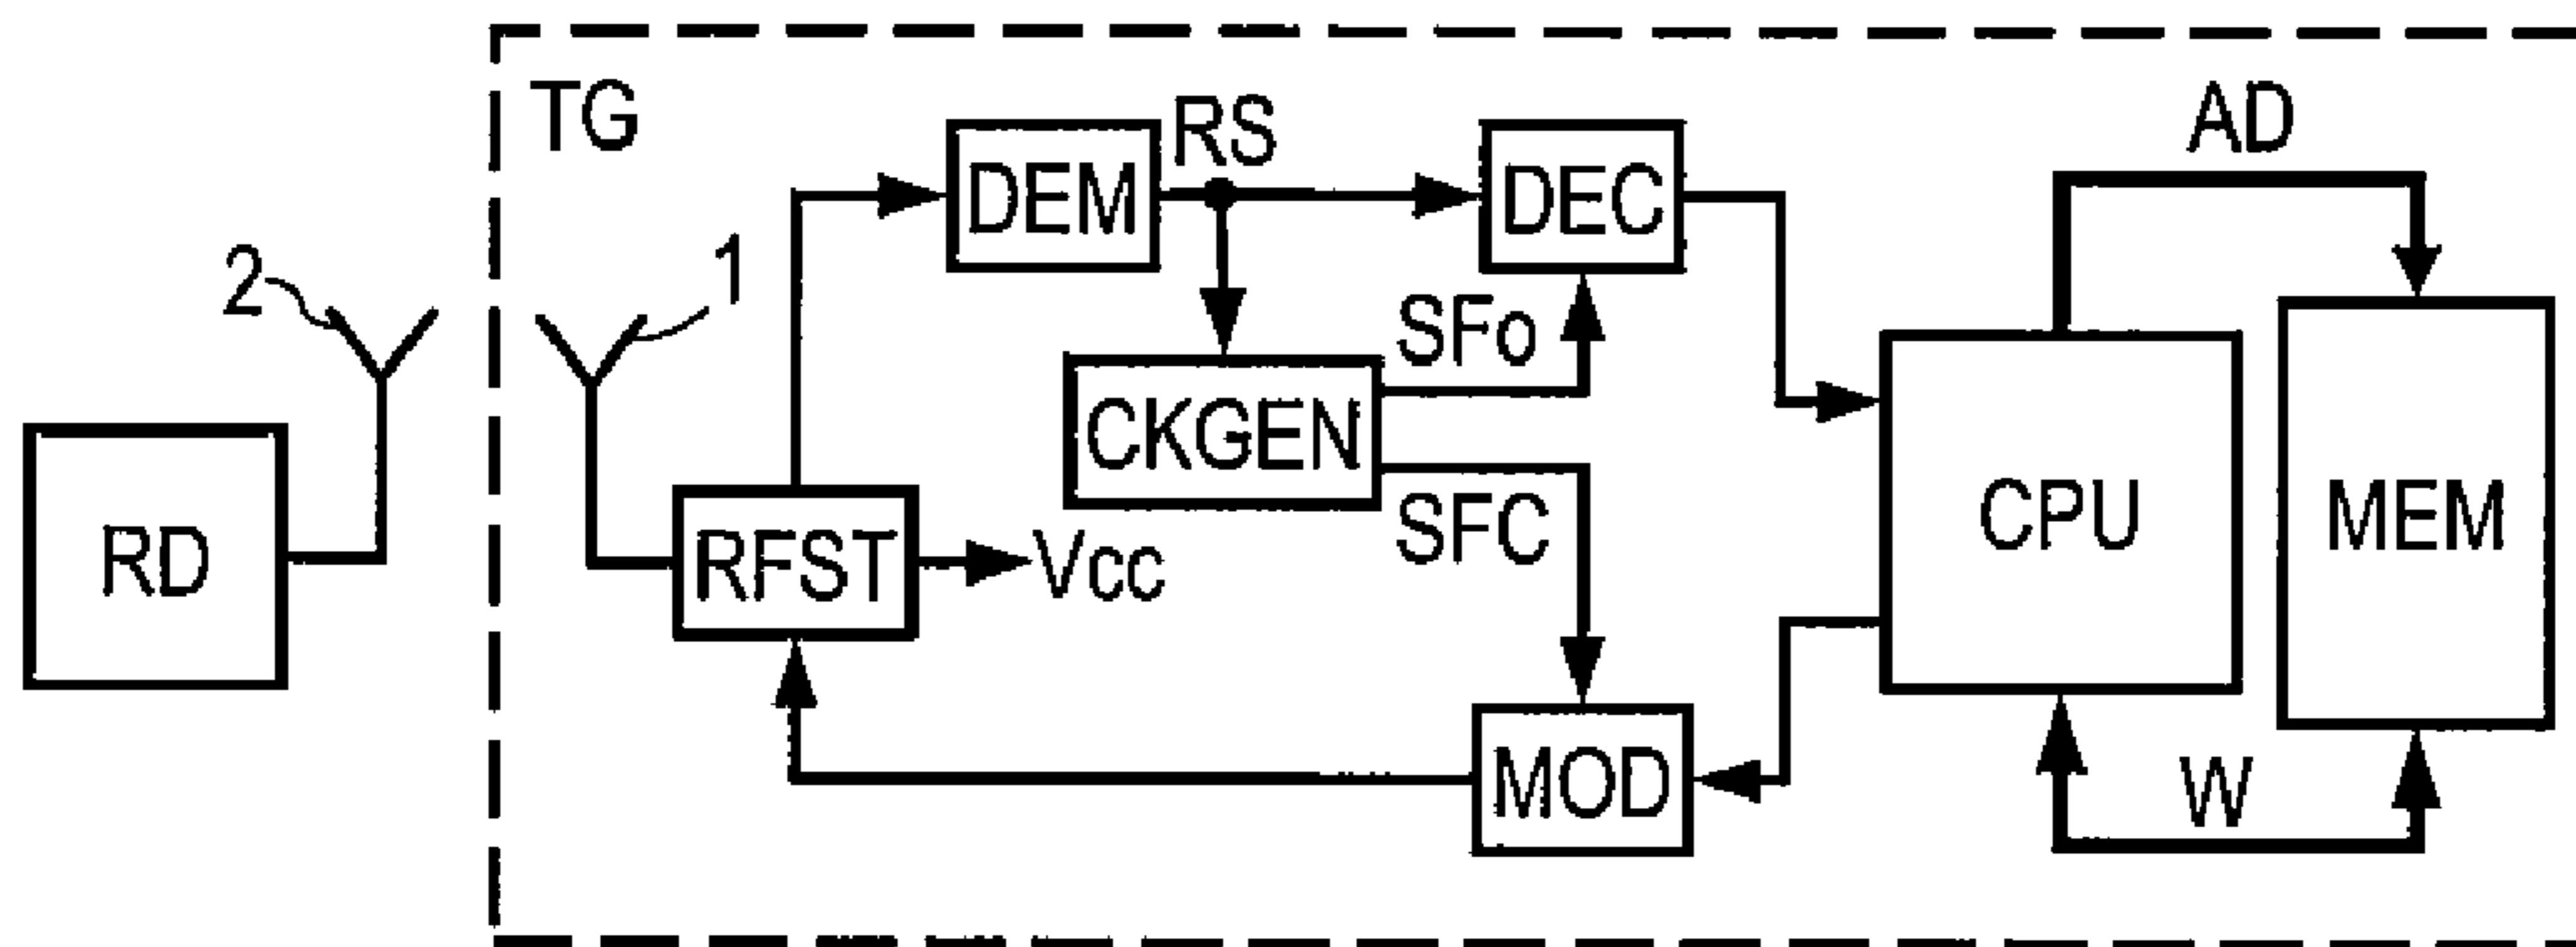 TG
RS
AD
DEM
DEC
2
1
SFo
CKGEN
CPU
MEM
RD
RFST
Vcc
SFC
MOD
W